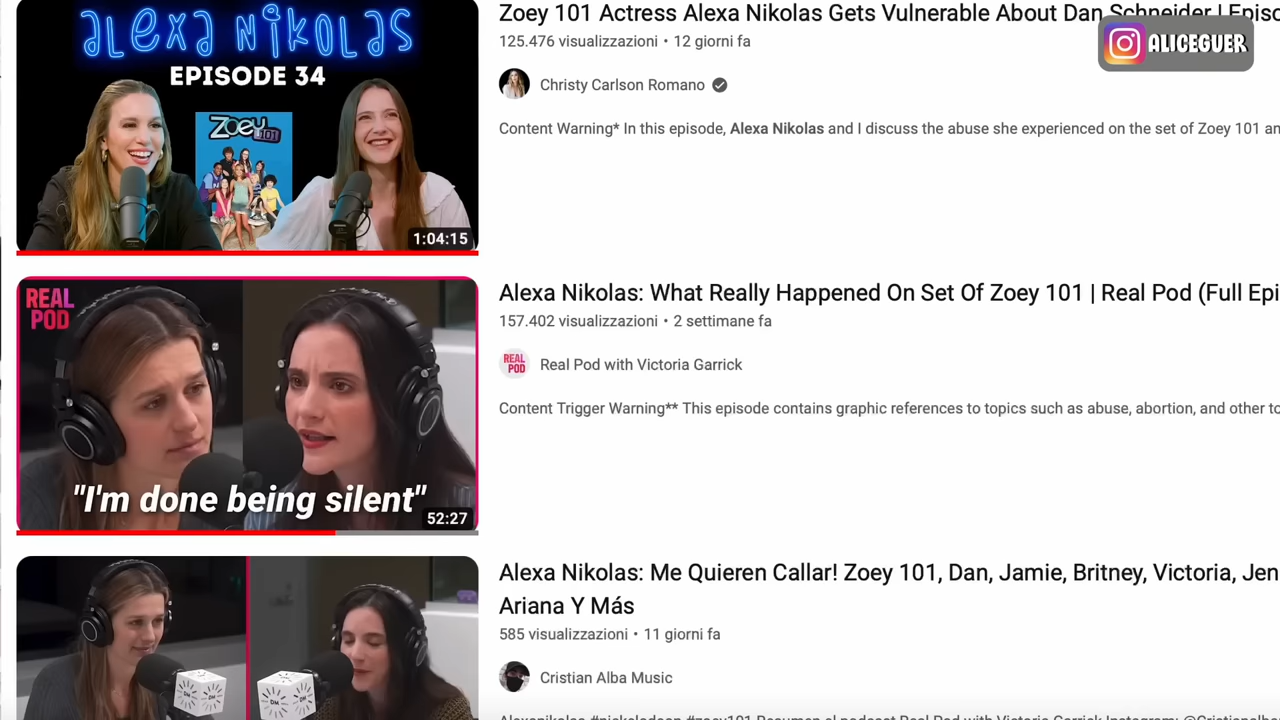 alexa nikolas
EPISODE 34
Zoey 101
1:04:15
Zoey 101 Actress Alexa Nikolas Gets Vulnerable About Dan Schneider | Episo
125.476 visualizzazioni • 12 giorni fa
ALICEGUER
Christy Carlson Romano
Content Warning* In this episode, Alexa Nikolas and I discuss the abuse she experienced on the set of Zoey 101 an
REAL
POD
"I'm done being silent"
52:27
Alexa Nikolas: What Really Happened On Set Of Zoey 101 | Real Pod (Full Epi
157.402 visualizzazioni • 2 settimane fa
REAL
POD
Real Pod with Victoria Garrick
Content Trigger Warning** This episode contains graphic references to topics such as abuse, abortion, and other to
DM
DM
DM
DM
Alexa Nikolas: Me Quieren Callar! Zoey 101, Dan, Jamie, Britney, Victoria, Jen
Ariana Y Más
585 visualizzazioni • 11 giorni fa
Cristian Alba Music